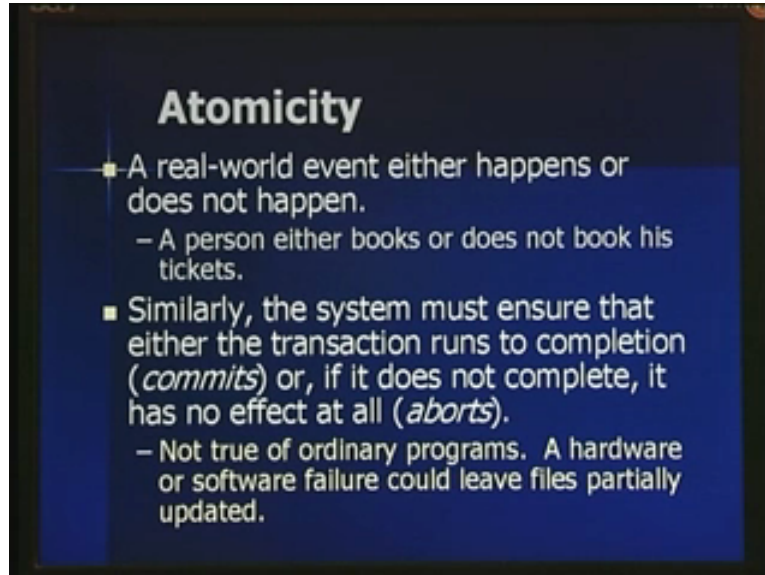 Atomicity
A real-world event either happens or
does not happen.
– A person either books or does not book his
tickets.
Similarly, the system must ensure that
either the transaction runs to completion
(commits) or, if it does not complete, it
has no effect at all (aborts).
– Not true of ordinary programs. A hardware
or software failure could leave files partially
updated.